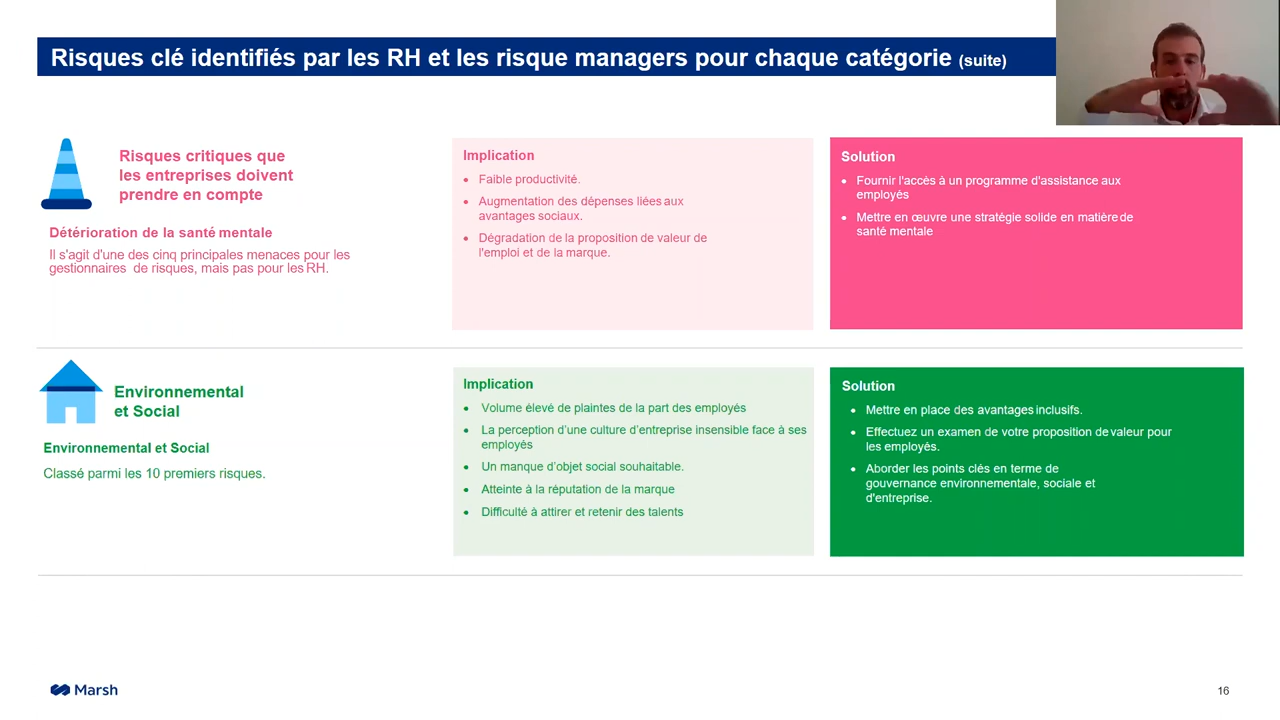 Risques clé identifiés par les RH et les risque managers pour chaque catégorie (suite)
Risques critiques que
les entreprises doivent
prendre en compte
Détérioration de la santé mentale
Il s'agit d'une des cinq principales menaces pour les
gestionnaires de risques, mais pas pour les RH.
Implication
• Faible productivité.
• Augmentation des dépenses liées aux
avantages sociaux.
• Dégradation de la proposition de valeur de
l'emploi et de la marque.
Solution
• Fournir l'accès à un programme d'assistance aux
employés
• Mettre en œuvre une stratégie solide en matière de
santé mentale
Environnemental
et Social
Environnemental et Social
Classé parmi les 10 premiers risques.
Implication
• Volume élevé de plaintes de la part des employés
• La perception d’une culture d’entreprise insensible face à ses
employés
• Un manque d’objet social souhaitable.
• Atteinte à la réputation de la marque
• Difficulté à attirer et retenir des talents
Solution
• Mettre en place des avantages inclusifs.
• Effectuez un examen de votre proposition de valeur pour
les employés.
• Aborder les points clés en terme de
gouvernance environnementale, sociale et
d'entreprise.
Marsh
16